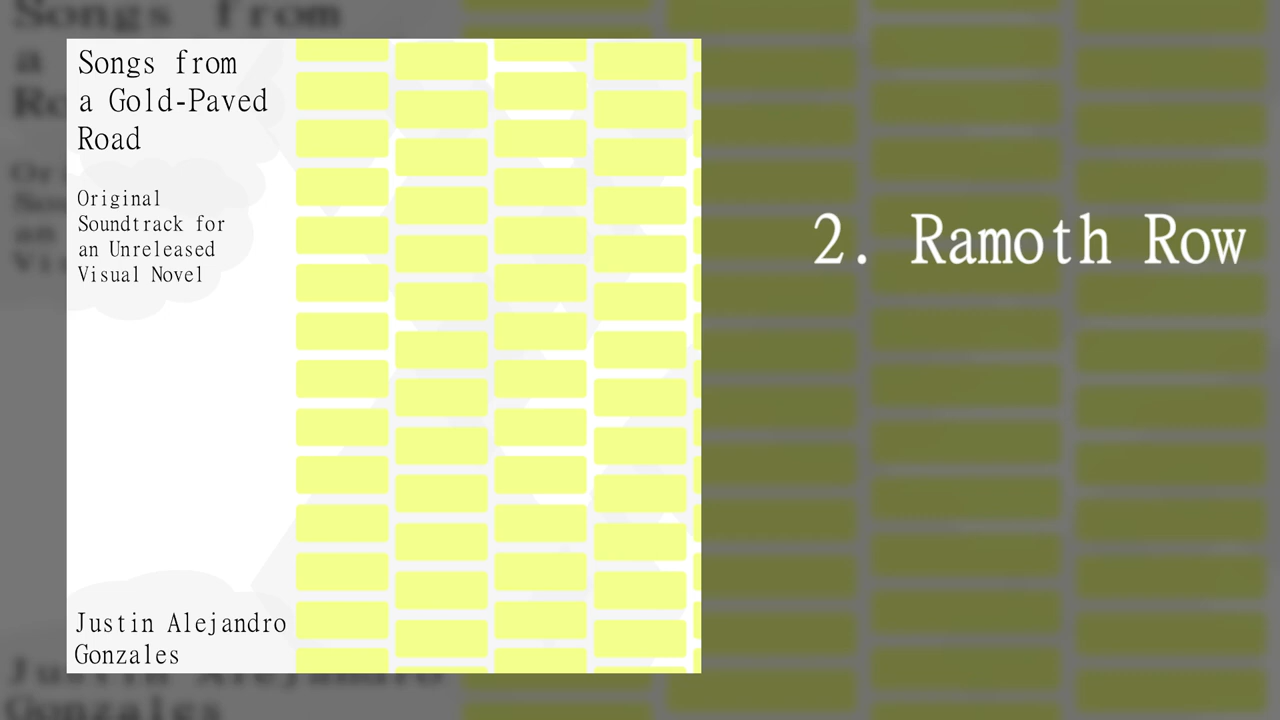 Songs from
a Gold-Paved
Road
Original
Soundtrack for
an Unreleased
Visual Novel
Justin Alejandro
Gonzales
2. Ramoth Row